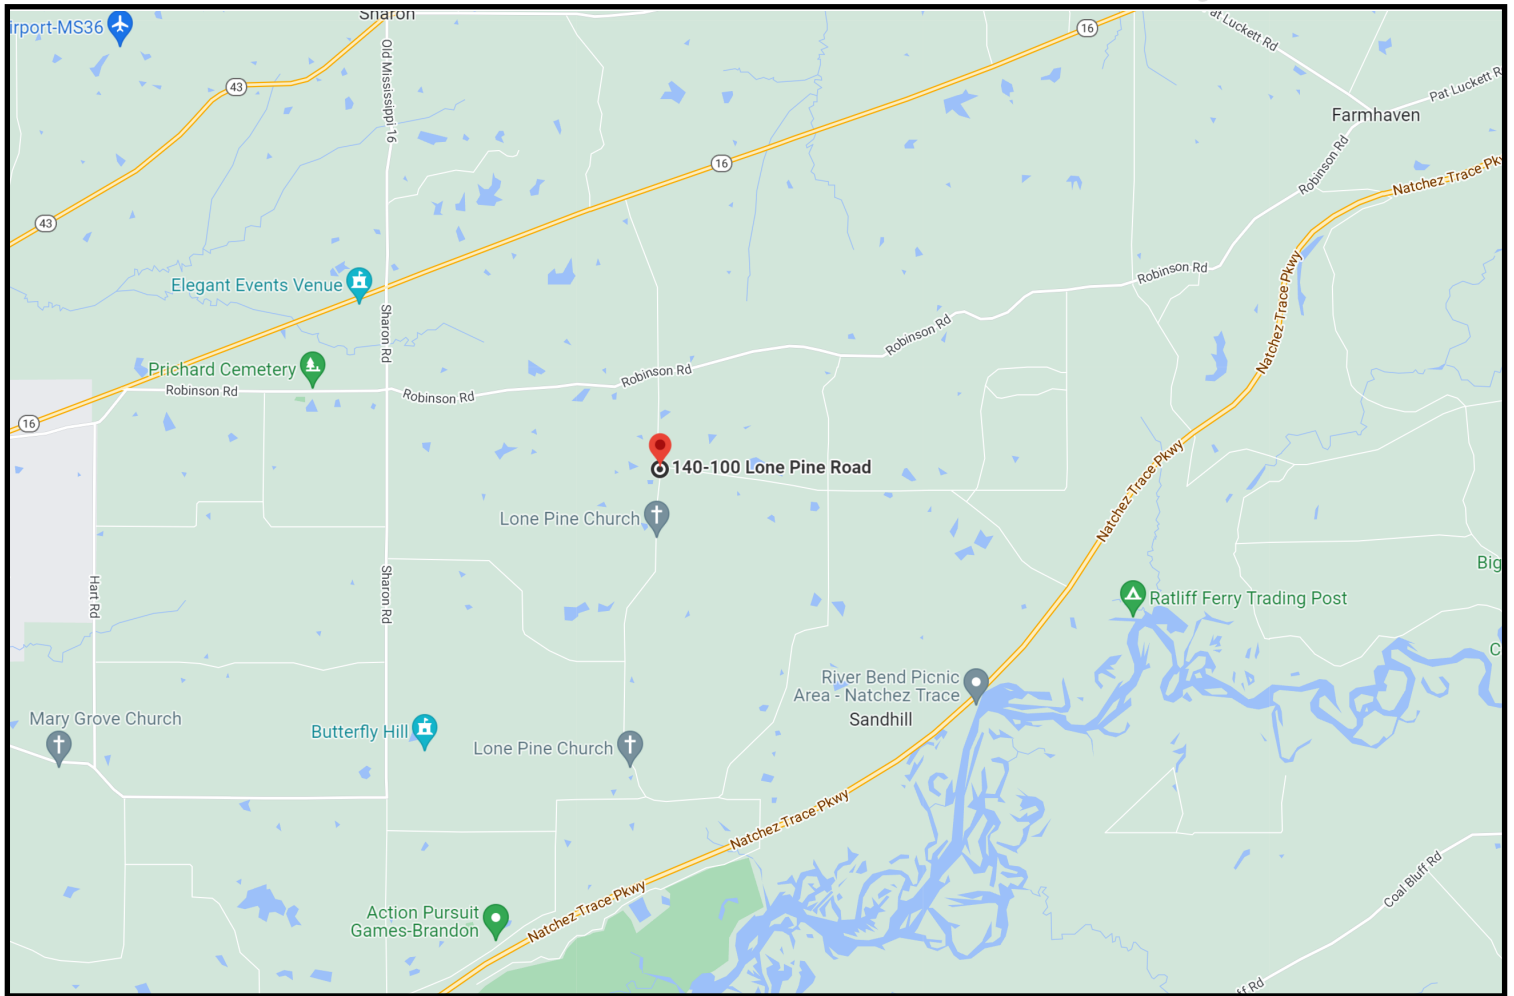 Sharon
irport-MS36
43
Old Mississippi 16
16
at Luckett Rd
Pat Luckett R
Farmhaven
Robinson Rd
Natchez Trace Pkwy
43
16
Elegant Events Venue
Sharon Rd
Robinson Rd
Natchez Trace Pkwy
Robinson Rd
Prichard Cemetery
Robinson Rd
Robinson Rd
Robinson Rd
16
140-100 Lone Pine Road
Natchez Trace Pkwy
Lone Pine Church
Hart Rd
Sharon Rd
Big
Ratliff Ferry Trading Post
C
River Bend Picnic
Area - Natchez Trace
Sandhill
Mary Grove Church
Butterfly Hill
Lone Pine Church
Natchez Trace Pkwy
Coal Bluff Rd
Action Pursuit
Games-Brandon
Natchez Trace Pkwy
ff Rd